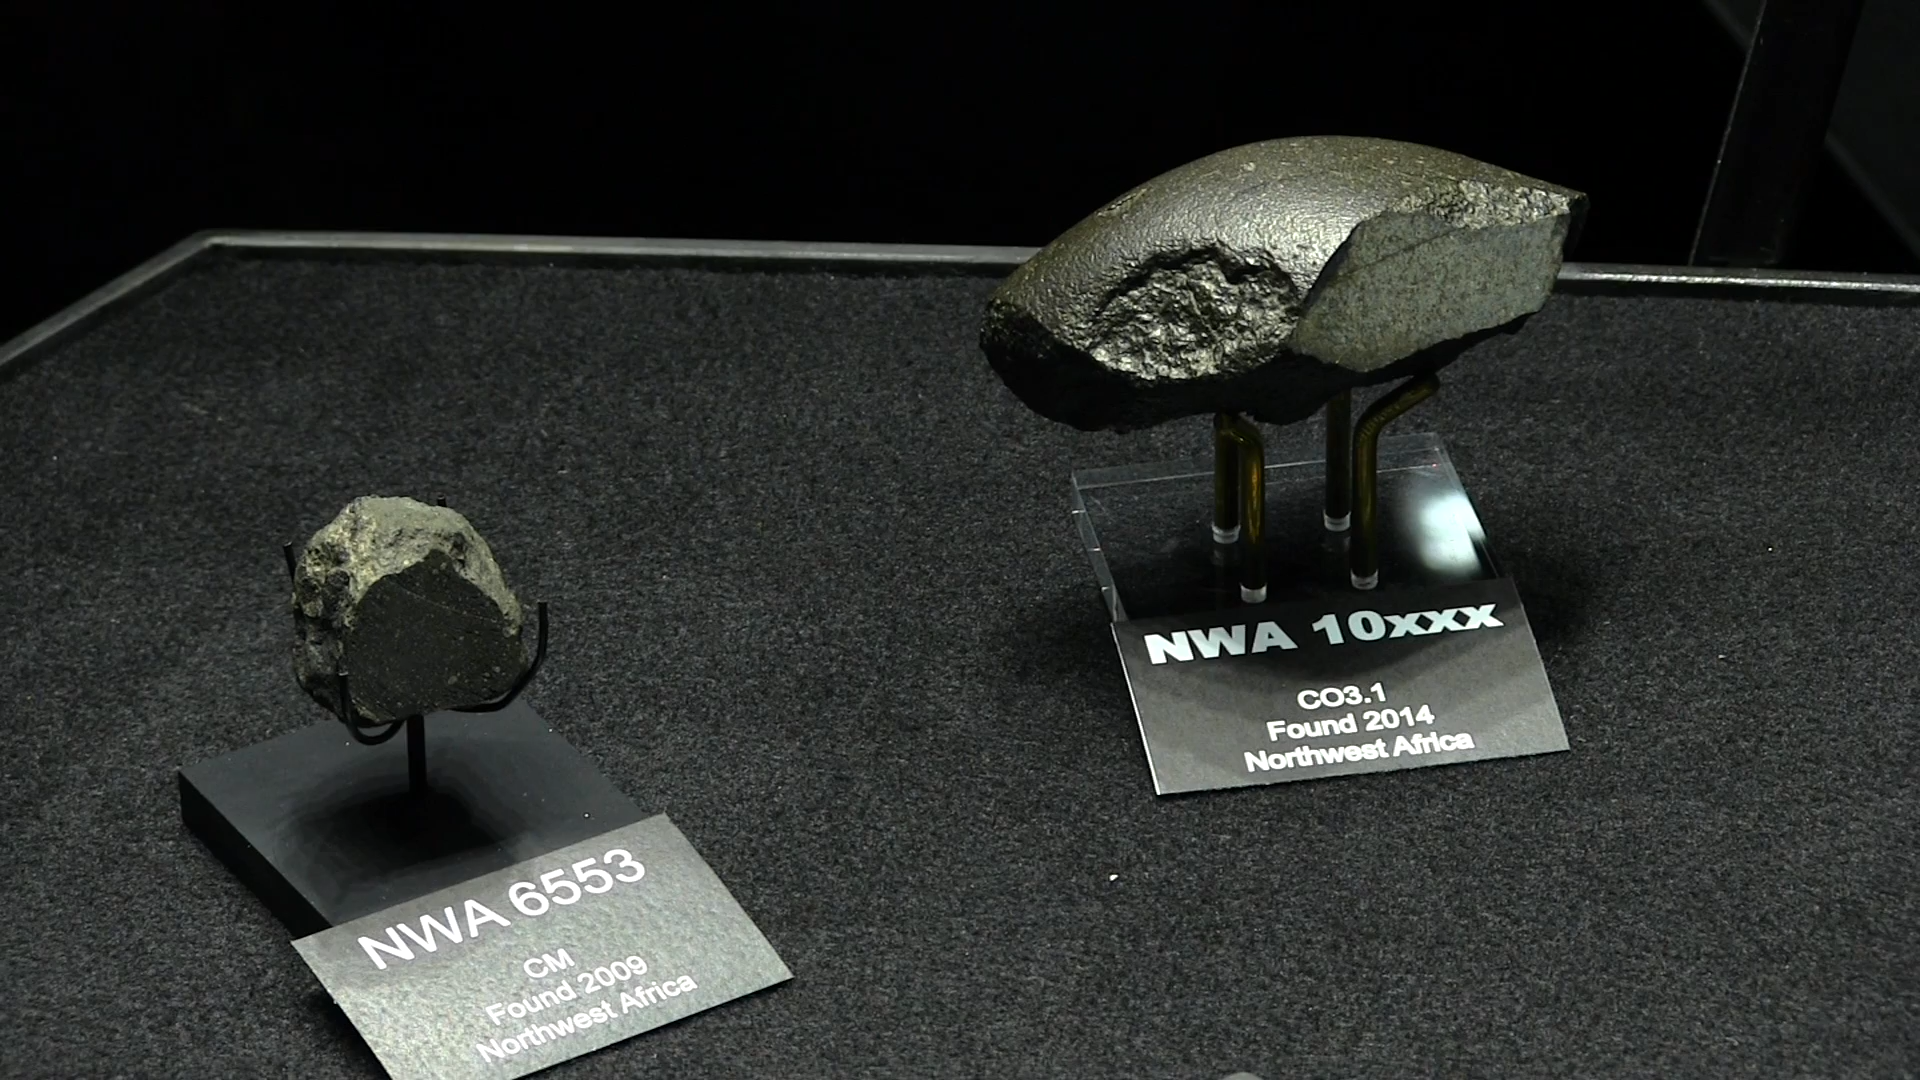 NWA 6553
CM
Found 2009
Northwest Africa
NWA 10xxx
CO3.1
Found 2014
Northwest Africa